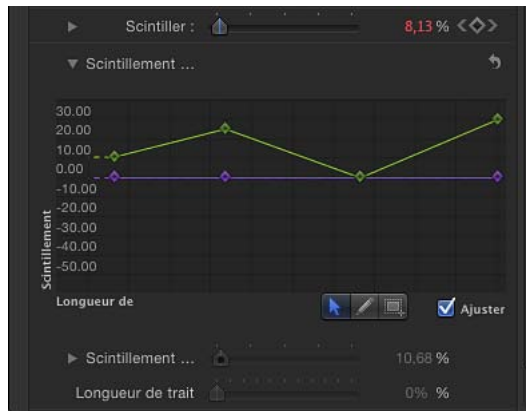 Scintiller : 8,13 %
Scintillement ...
30.00
20.00
10.00
0.00
-10.00
-20.00
-30.00
-40.00
-50.00
Scintillement
Longueur de
Ajuster
Scintillement ... 10,68 %
Longueur de trait 0% %